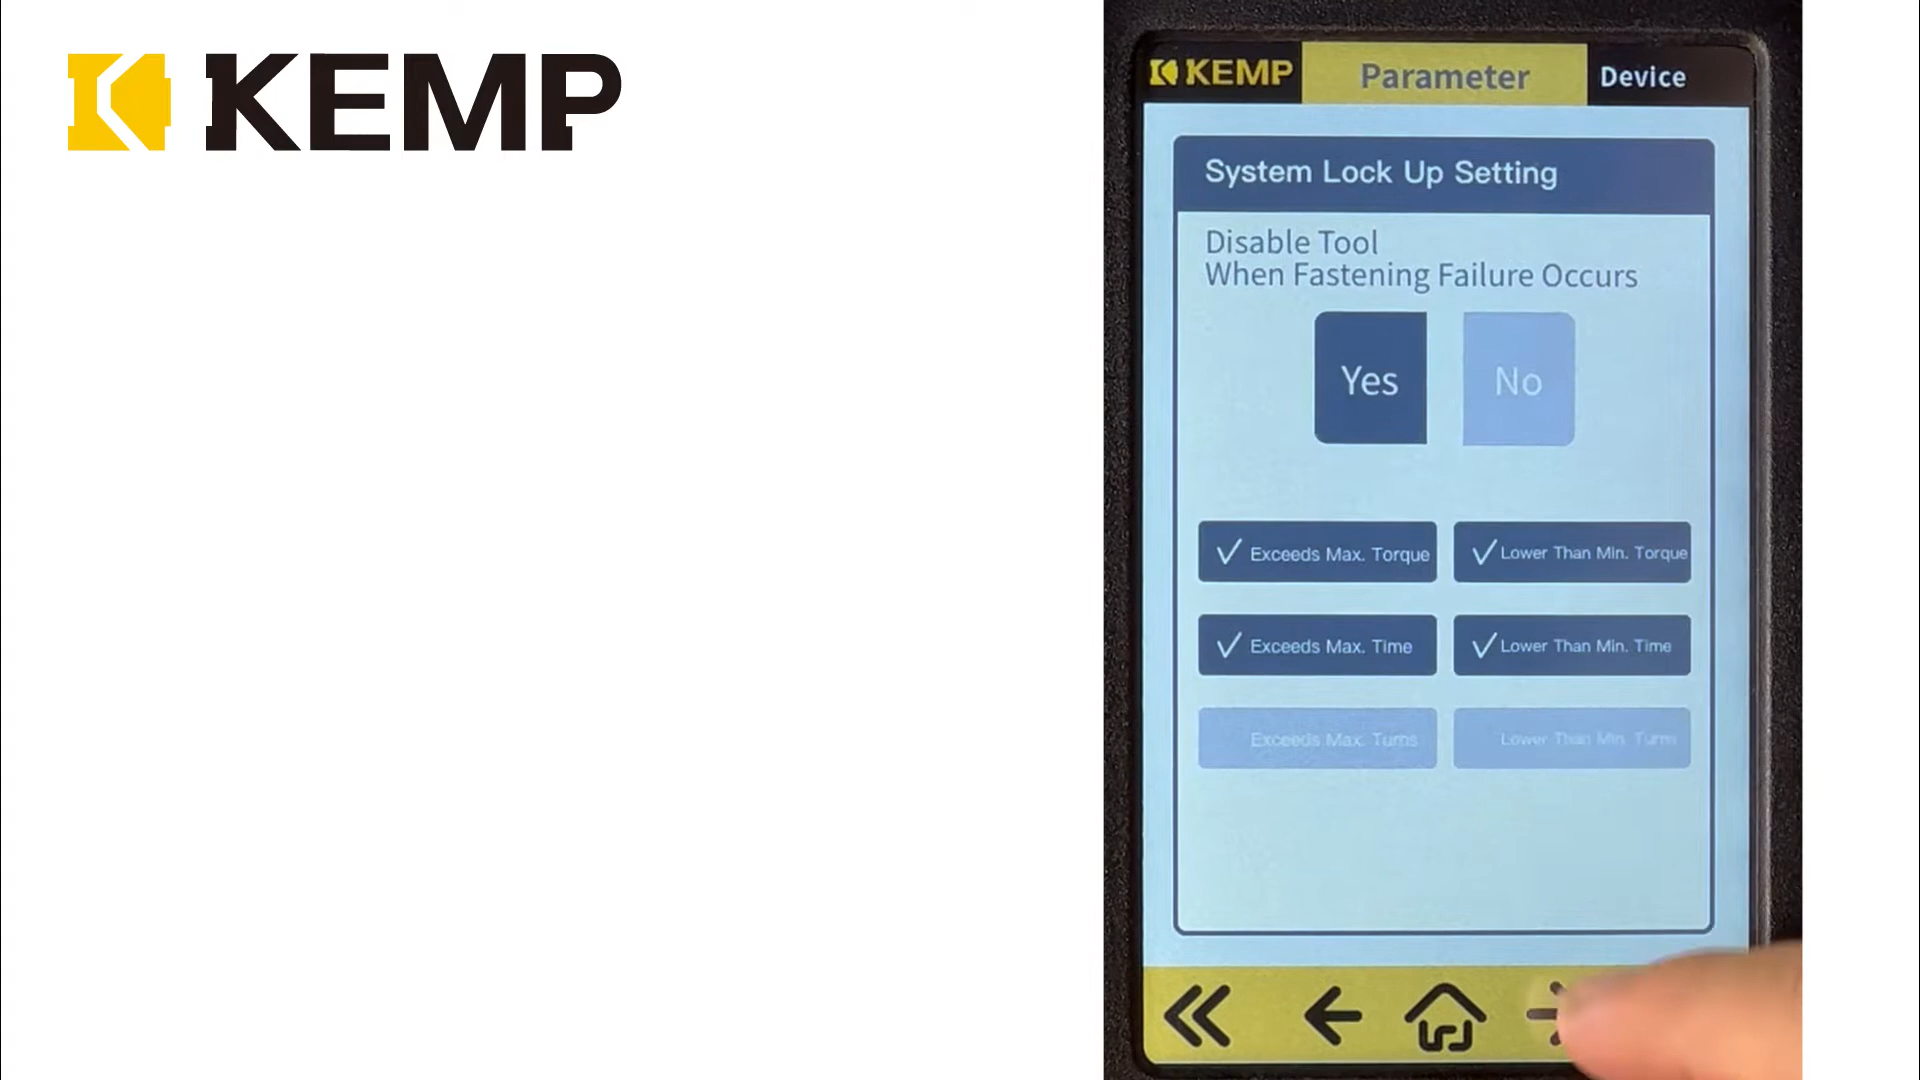 KEMP
KEMP Parameter Device
System Lock Up Setting
Disable Tool
When Fastening Failure Occurs
Yes No
Exceeds Max. Torque Lower Than Min. Torque
Exceeds Max. Time Lower Than Min. Time
Exceeds Max. Turns Lower Than Min. Turns